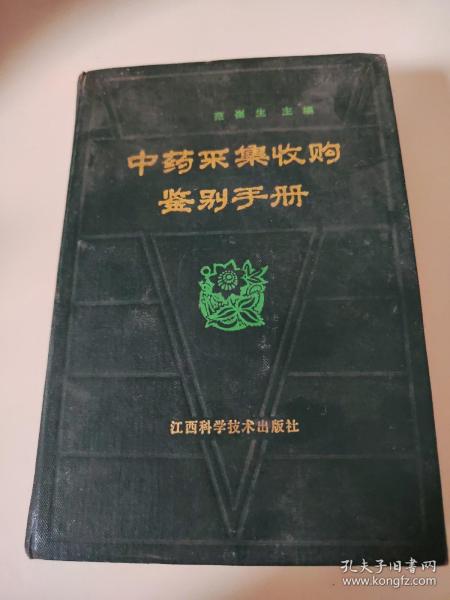 范崔生 主编
中药采集收购
鉴别手册
江西科学技术出版社
孔夫子旧书网
www.kongfz.com